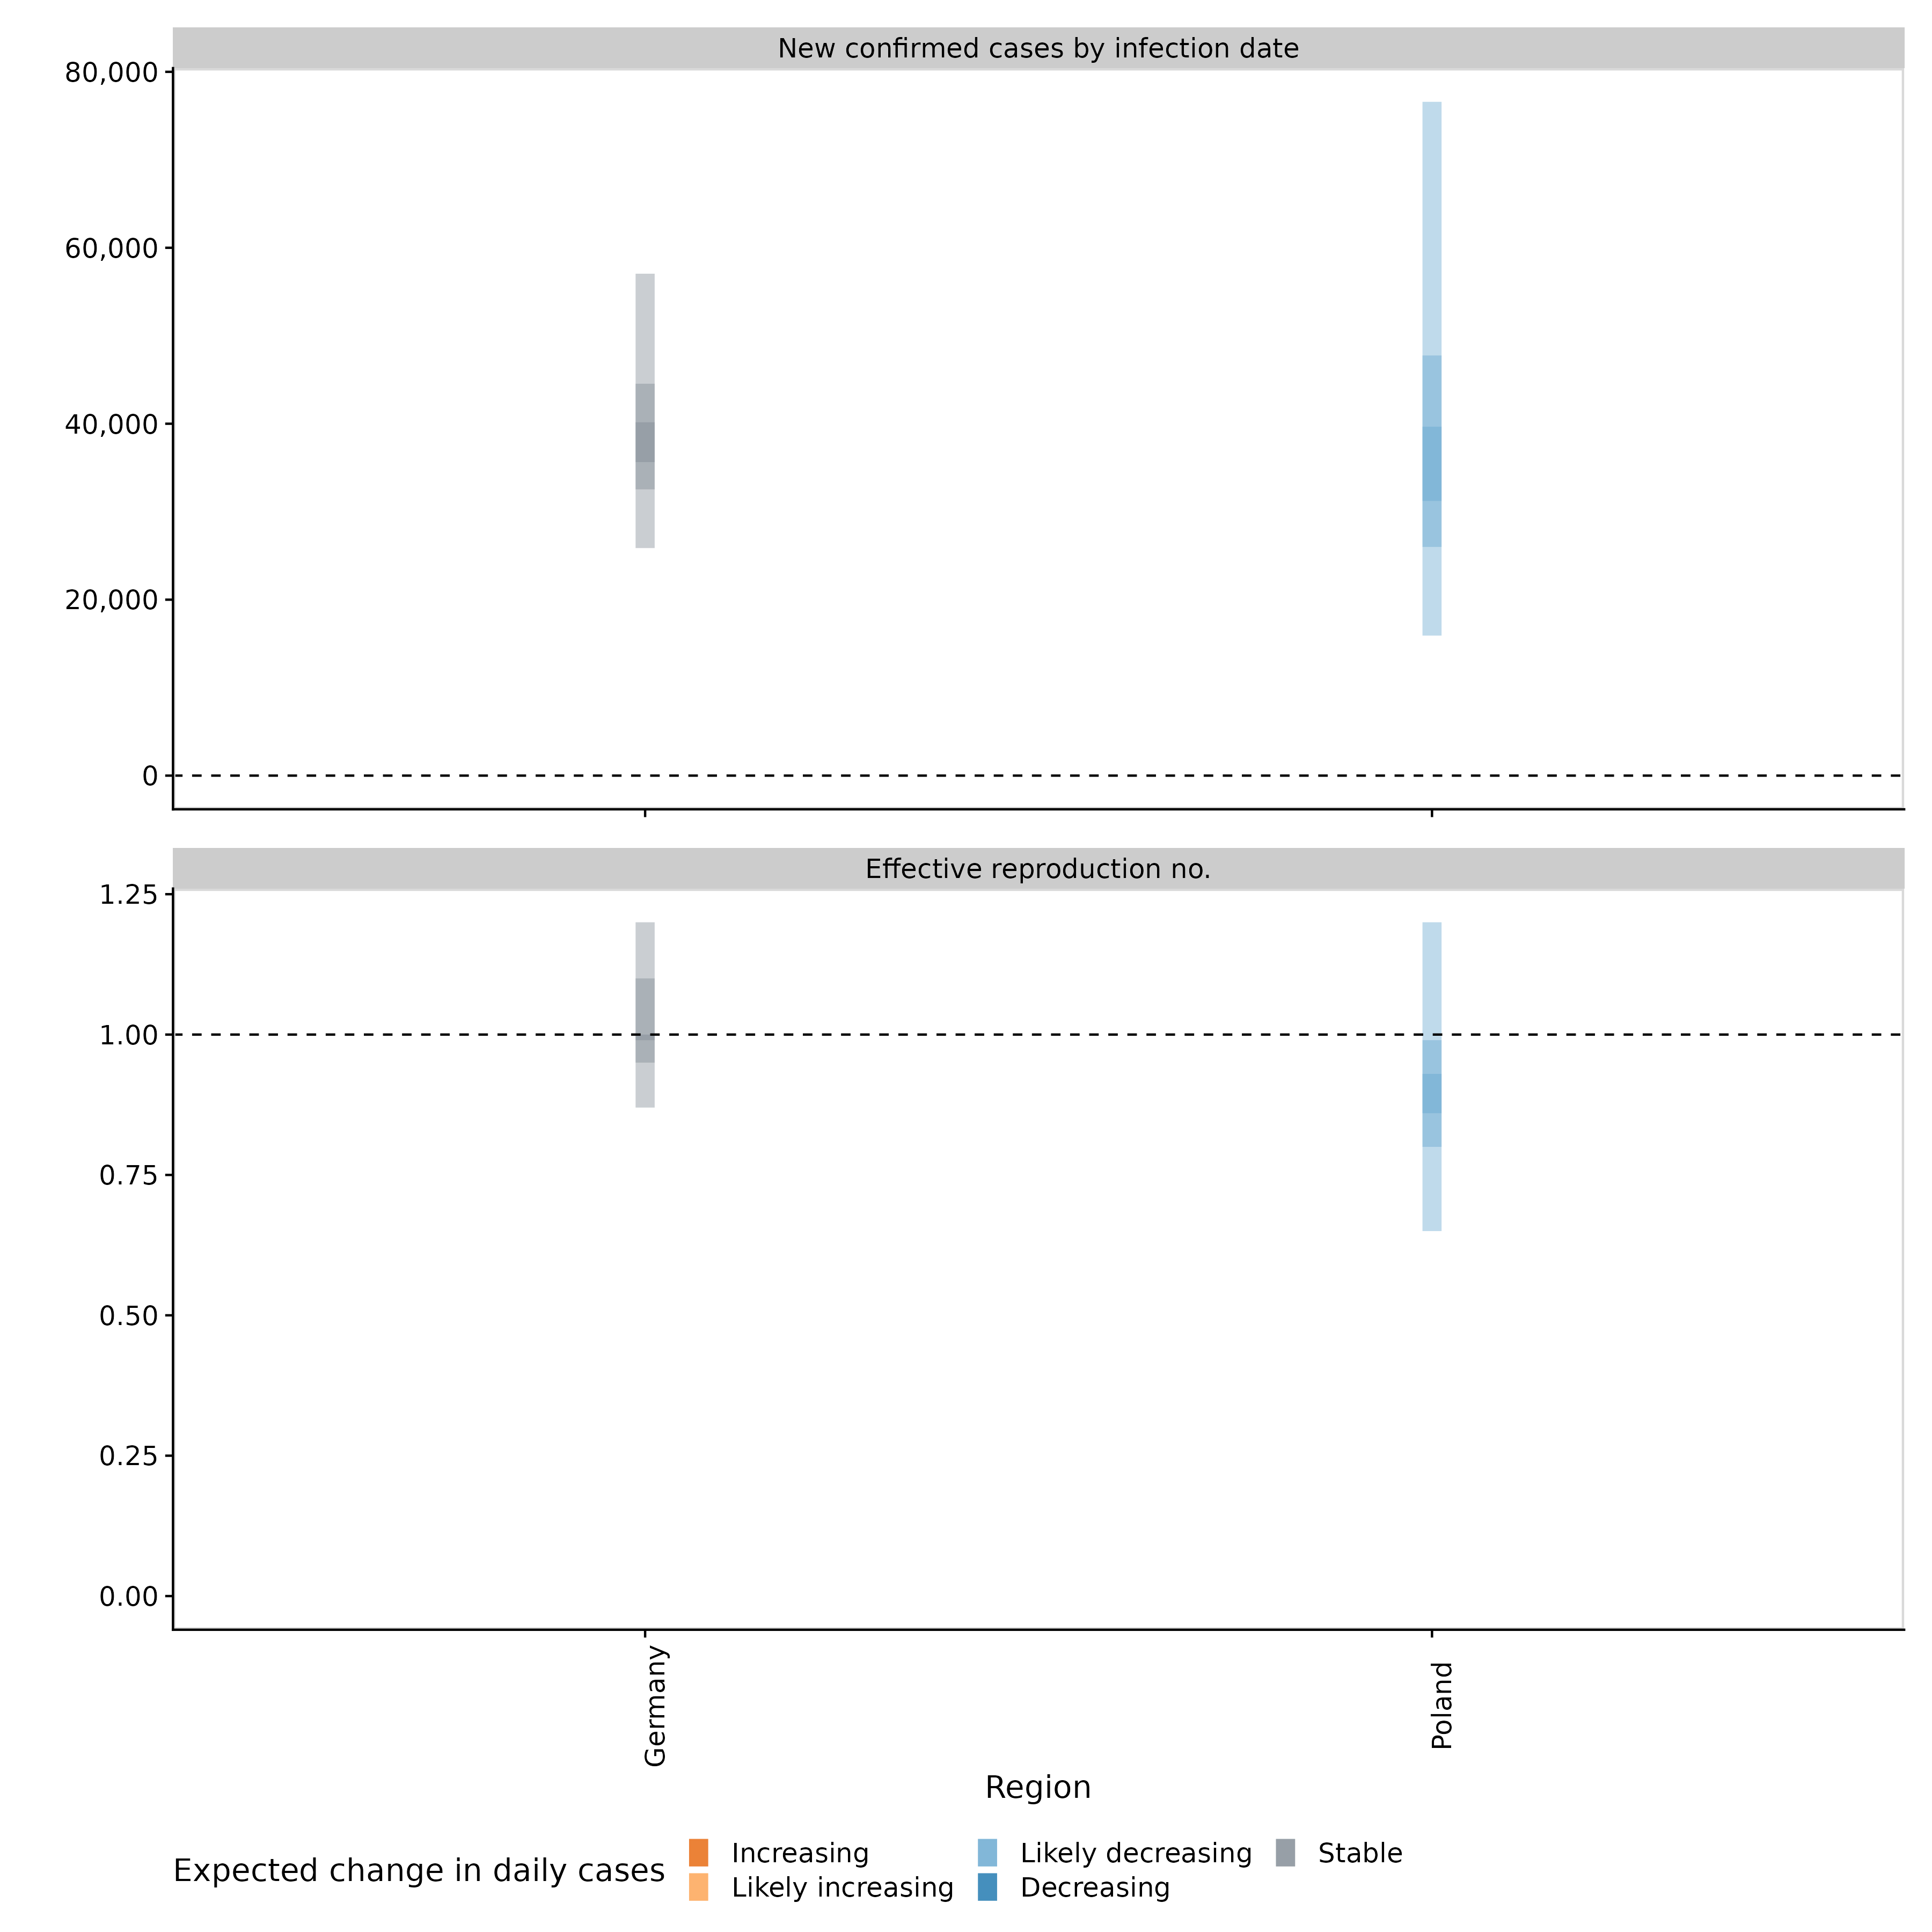 New confirmed cases by infection date
80,000
60,000
40,000
20,000
0
Effective reproduction no.
1.25
1.00
0.75
0.50
0.25
0.00
Germany
Poland
Region
Expected change in daily cases
Increasing
Likely increasing
Likely decreasing
Decreasing
Stable